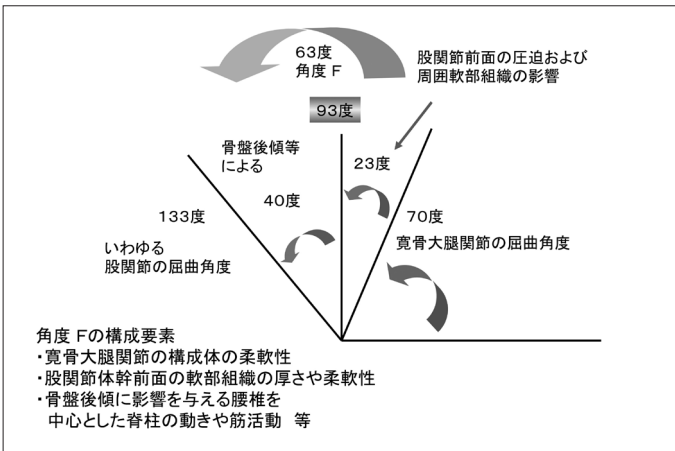 63度
角度 F
股関節前面の圧迫および
周囲軟部組織の影響
93度
骨盤後傾等
による
23度
40度
133度
70度
いわゆる
股関節の屈曲角度
寛骨大腿関節の屈曲角度
角度 Fの構成要素
・寛骨大腿関節の構成体の柔軟性
・股関節体幹前面の軟部組織の厚さや柔軟性
・骨盤後傾に影響を与える腰椎を
中心とした脊柱の動きや筋活動 等